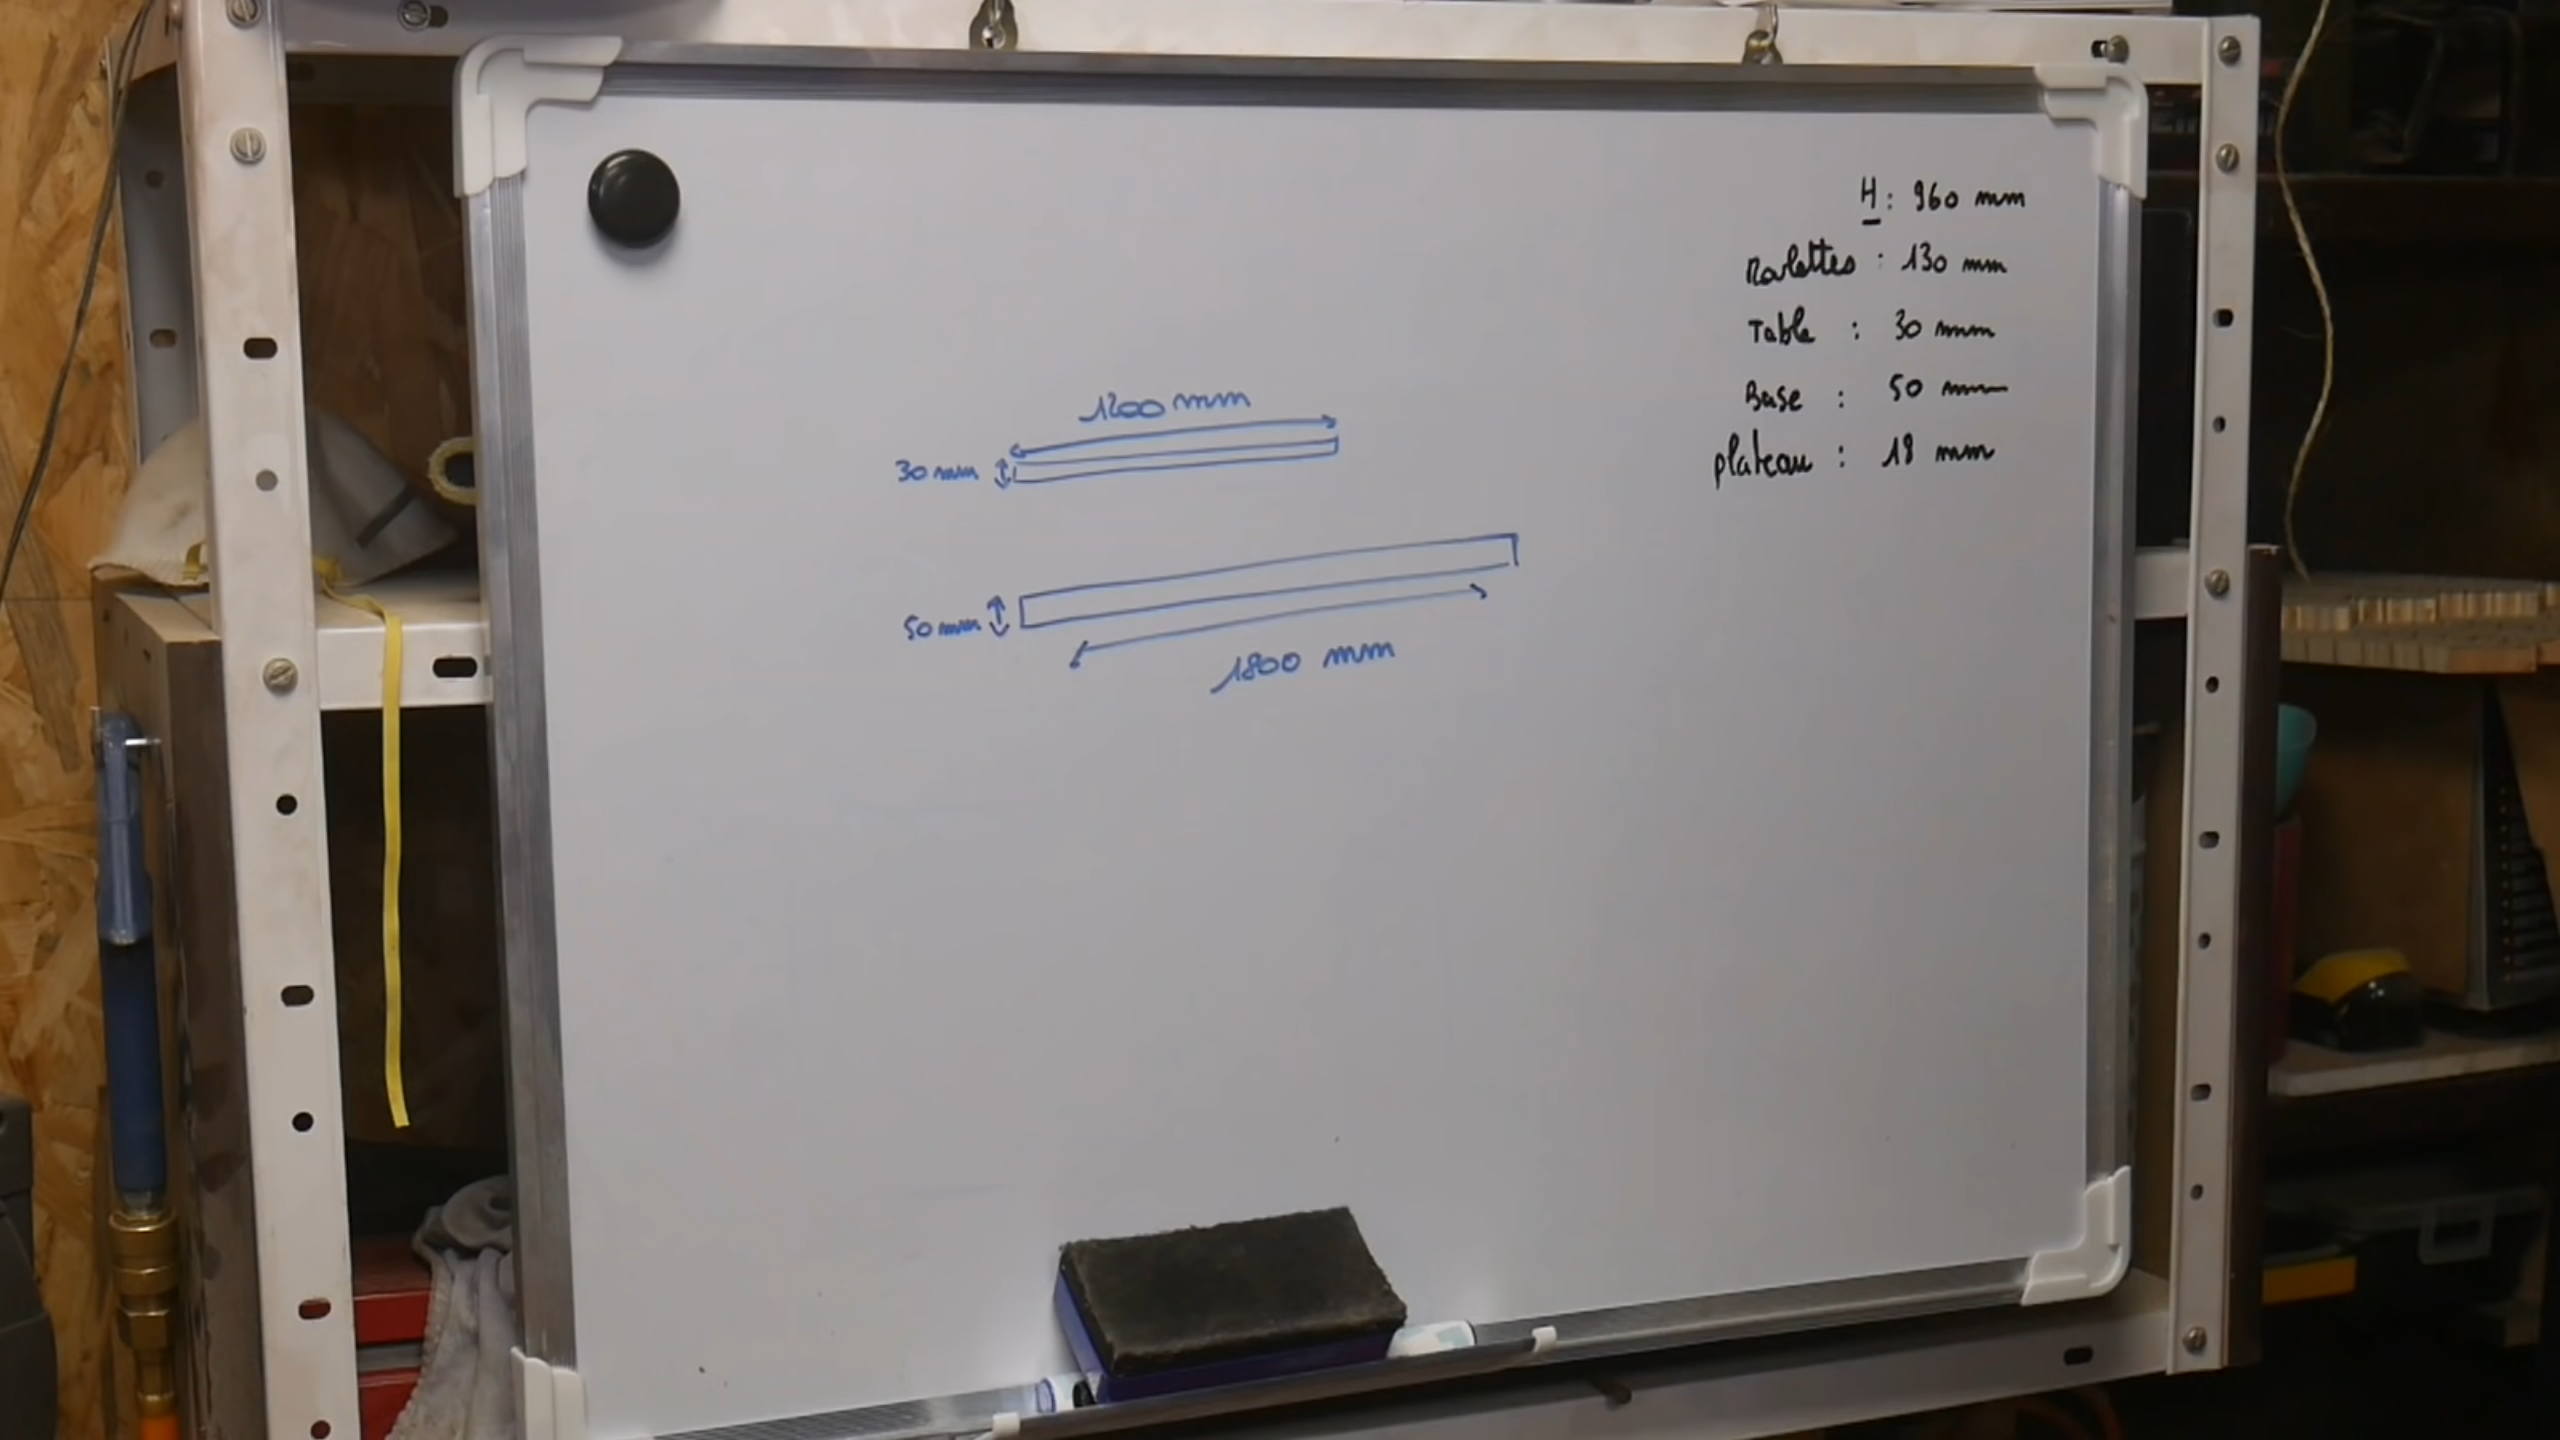 H : 960 mm
Roulettes : 130 mm
Table : 30 mm
Base : 50 mm
plateau : 18 mm
1200 mm
30 mm
50 mm
1800 mm